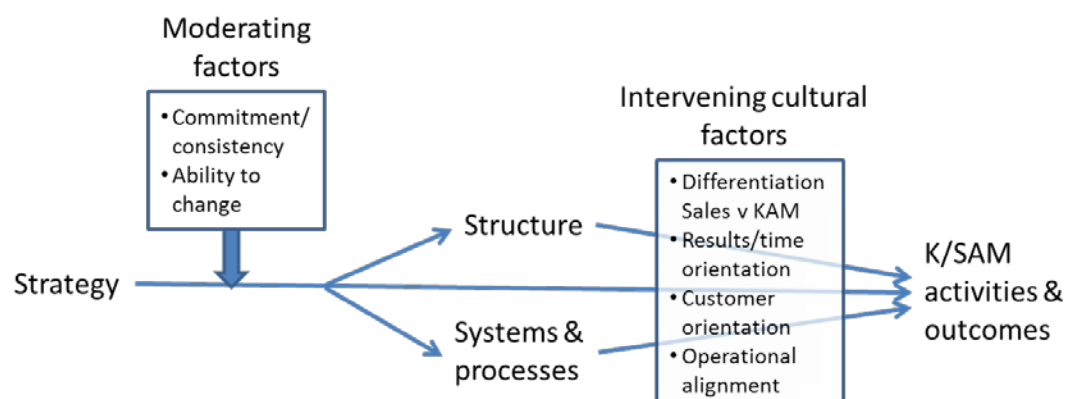 Moderating
factors
• Commitment/
consistency
• Ability to
change
Intervening cultural
factors
• Differentiation
Sales v KAM
• Results/time
orientation
• Customer
orientation
• Operational
alignment
Strategy
Structure
Systems &
processes
K/SAM
activities &
outcomes